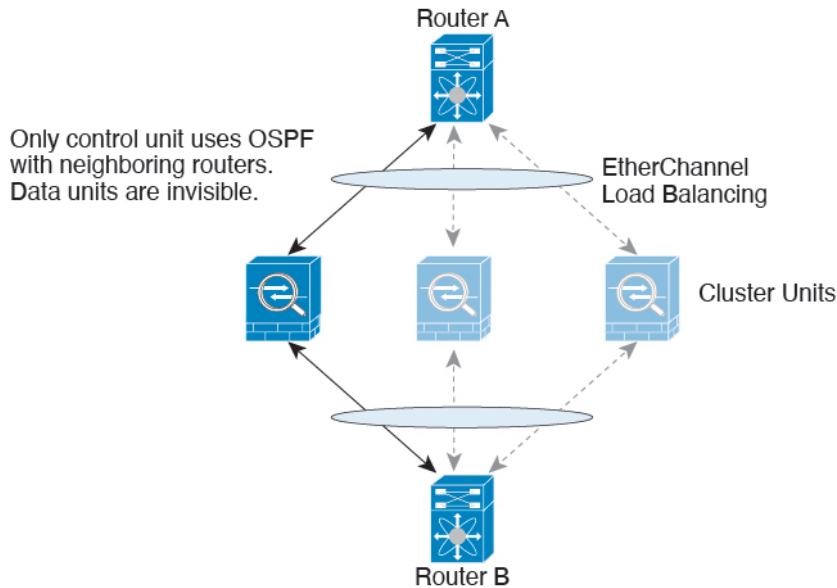 Router A
Only control unit uses OSPF
with neighboring routers.
Data units are invisible.
EtherChannel
Load Balancing
Cluster Units
Router B